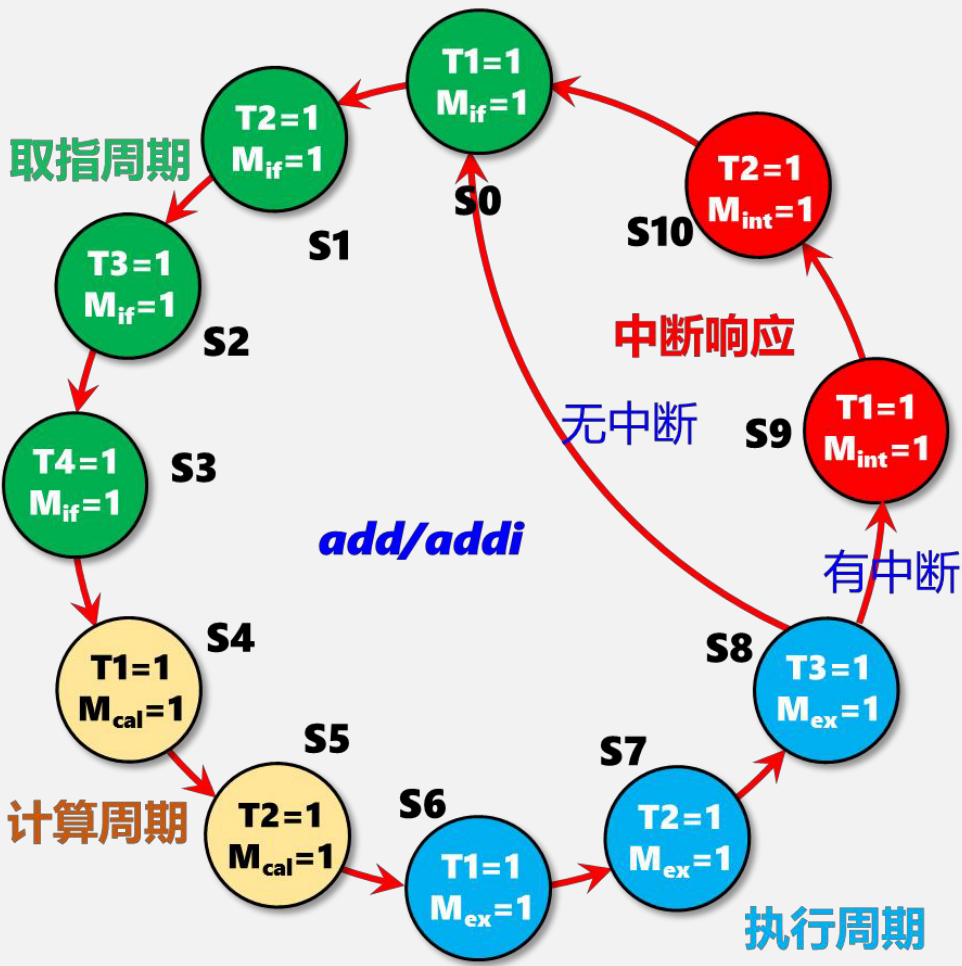 T1=1
Mif=1
S0
T2=1
Mif=1
S1
取指周期
T3=1
Mif=1
S2
T4=1
Mif=1
S3
T1=1
Mcal=1
S4
计算周期
T2=1
Mcal=1
S5
T1=1
Mex=1
S6
T2=1
Mex=1
S7
执行周期
T3=1
Mex=1
S8
无中断
有中断
T1=1
Mint=1
S9
中断响应
T2=1
Mint=1
S10
add/addi